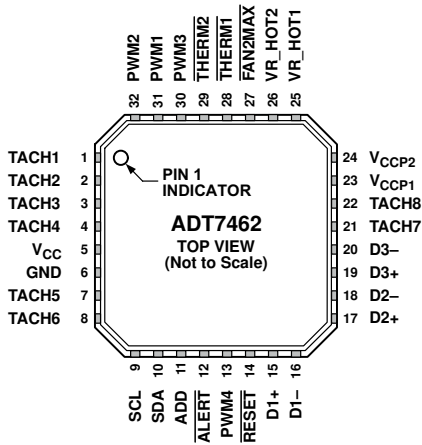 PWM2
PWM1
PWM3
THERM2
THERM1
FAN2MAX
VR_HOT2
VR_HOT1
32
31
30
29
28
27
26
25
TACH1 1
TACH2 2
TACH3 3
TACH4 4
VCC 5
GND 6
TACH5 7
TACH6 8
PIN 1
INDICATOR
ADT7462
TOP VIEW
(Not to Scale)
24 VCCP2
23 VCCP1
22 TACH8
21 TACH7
20 D3–
19 D3+
18 D2–
17 D2+
9
10
11
12
13
14
15
16
SCL
SDA
ADD
ALERT
PWM4
RESET
D1+
D1–